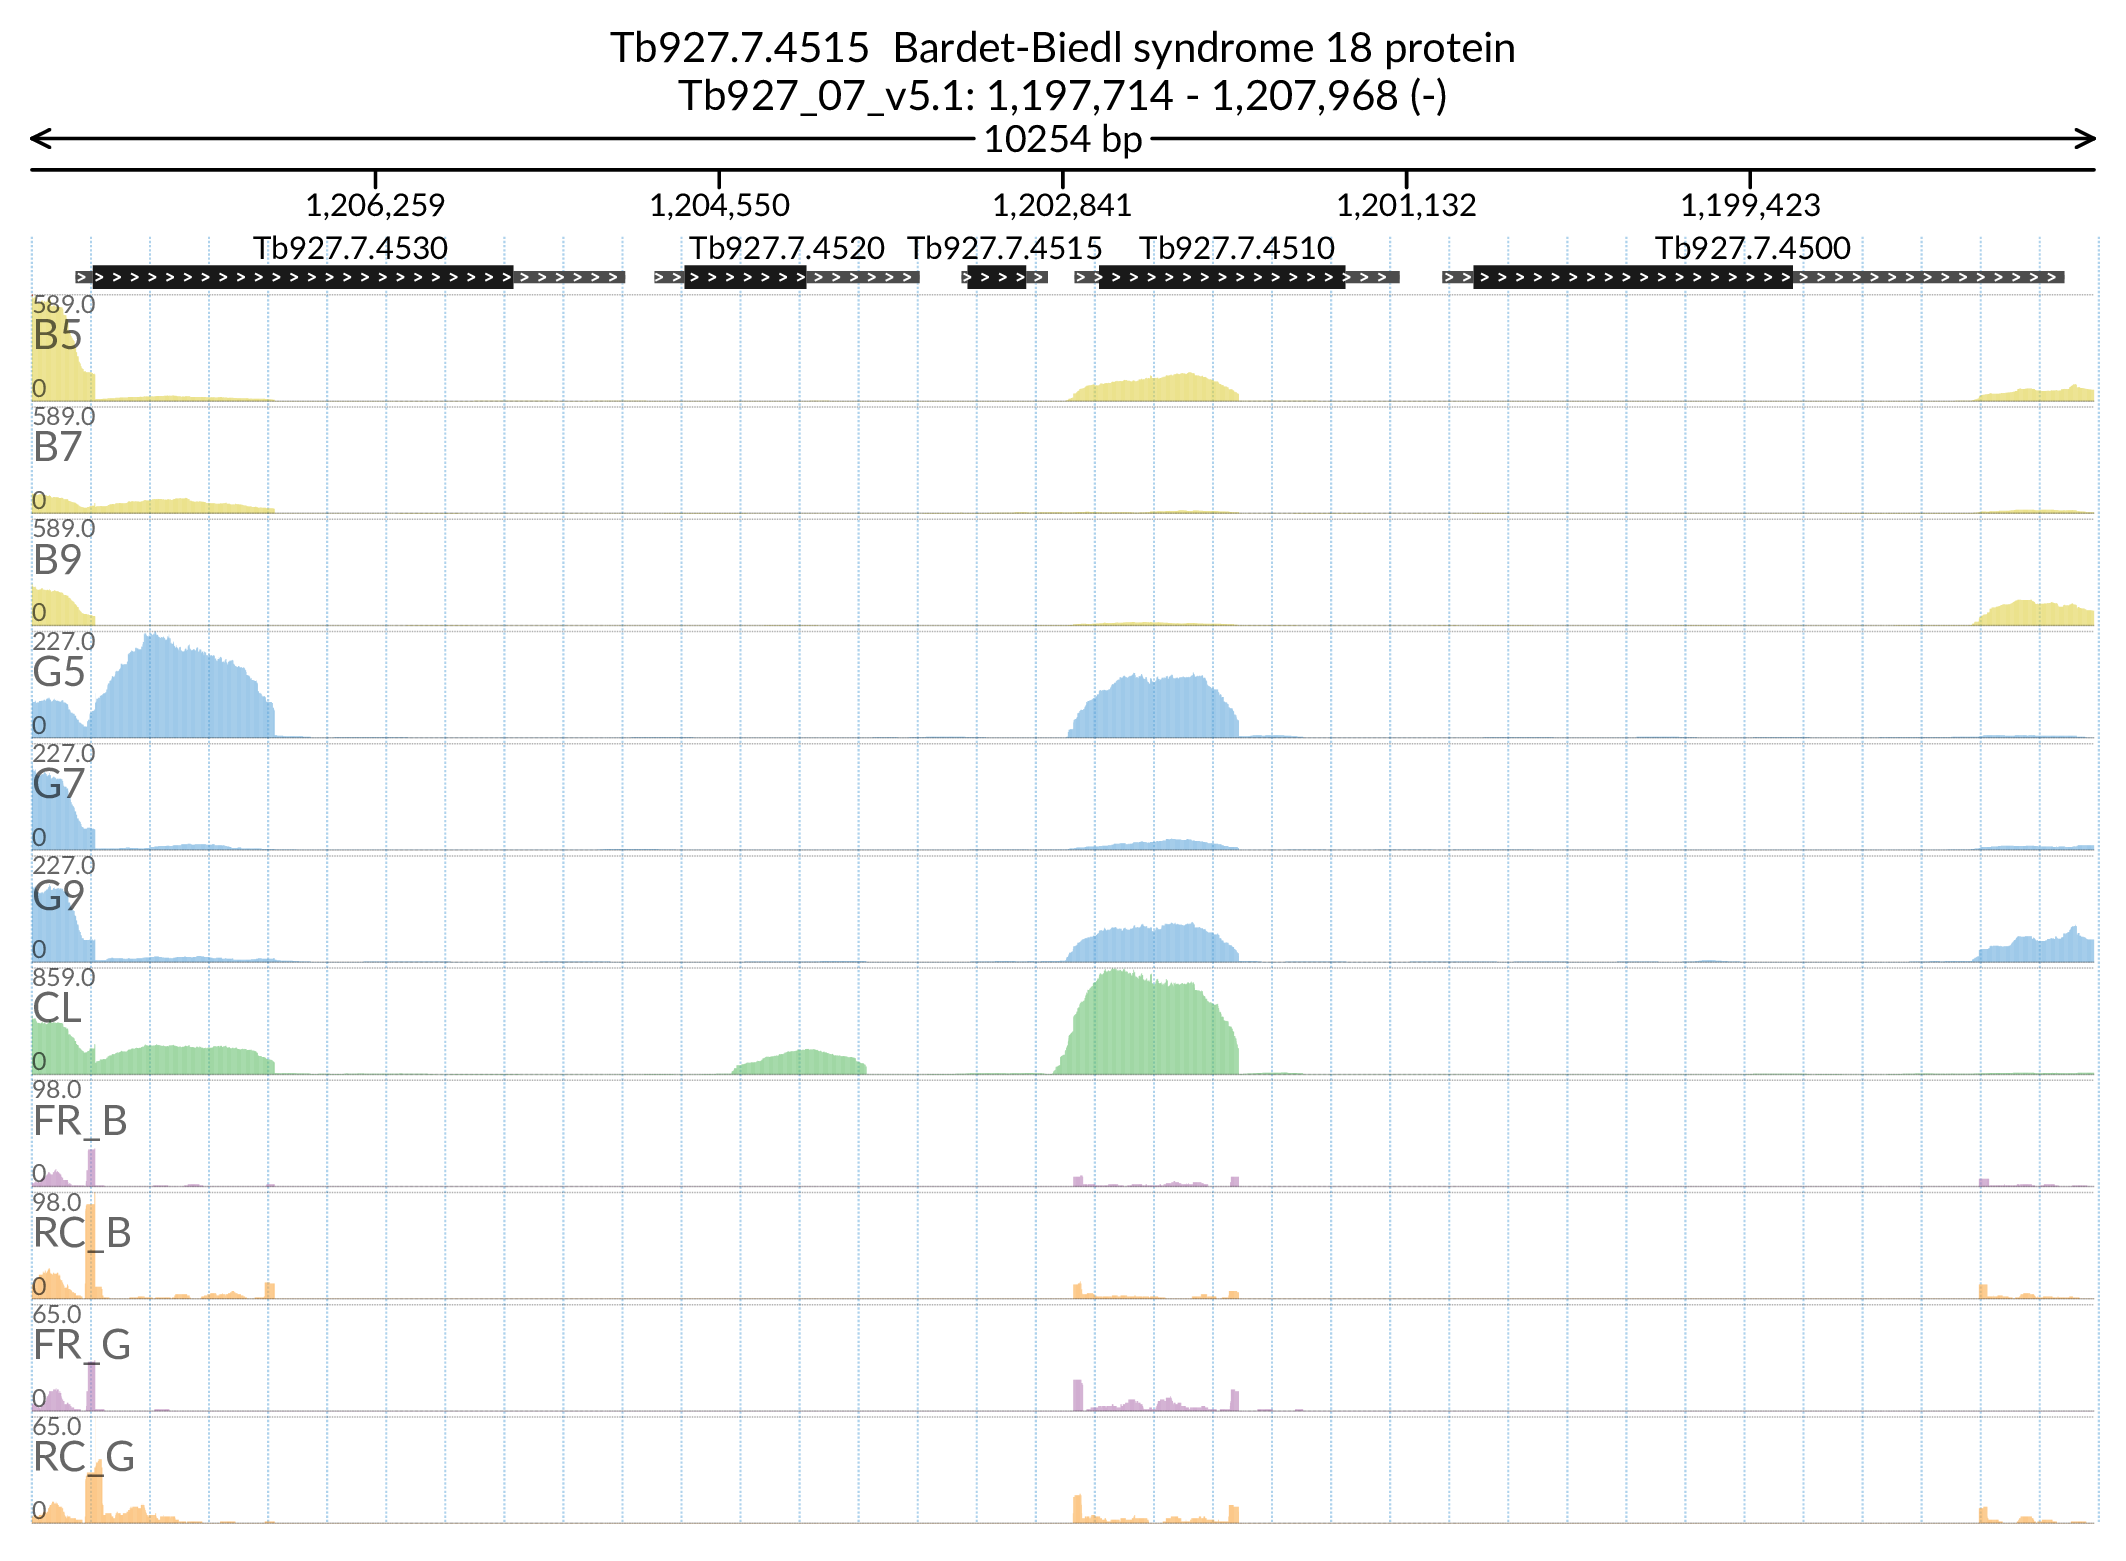 Tb927.7.4515  Bardet-Biedl syndrome 18 protein
Tb927_07_v5.1: 1,197,714 - 1,207,968 (-)
10254 bp
1,206,259 1,204,550 1,202,841 1,201,132 1,199,423
Tb927.7.4530 Tb927.7.4520 Tb927.7.4515 Tb927.7.4510 Tb927.7.4500
589.0
B5
0
589.0
B7
0
589.0
B9
0
227.0
G5
0
227.0
G7
0
227.0
G9
0
859.0
CL
0
98.0
FR_B
0
98.0
RC_B
0
65.0
FR_G
0
65.0
RC_G
0